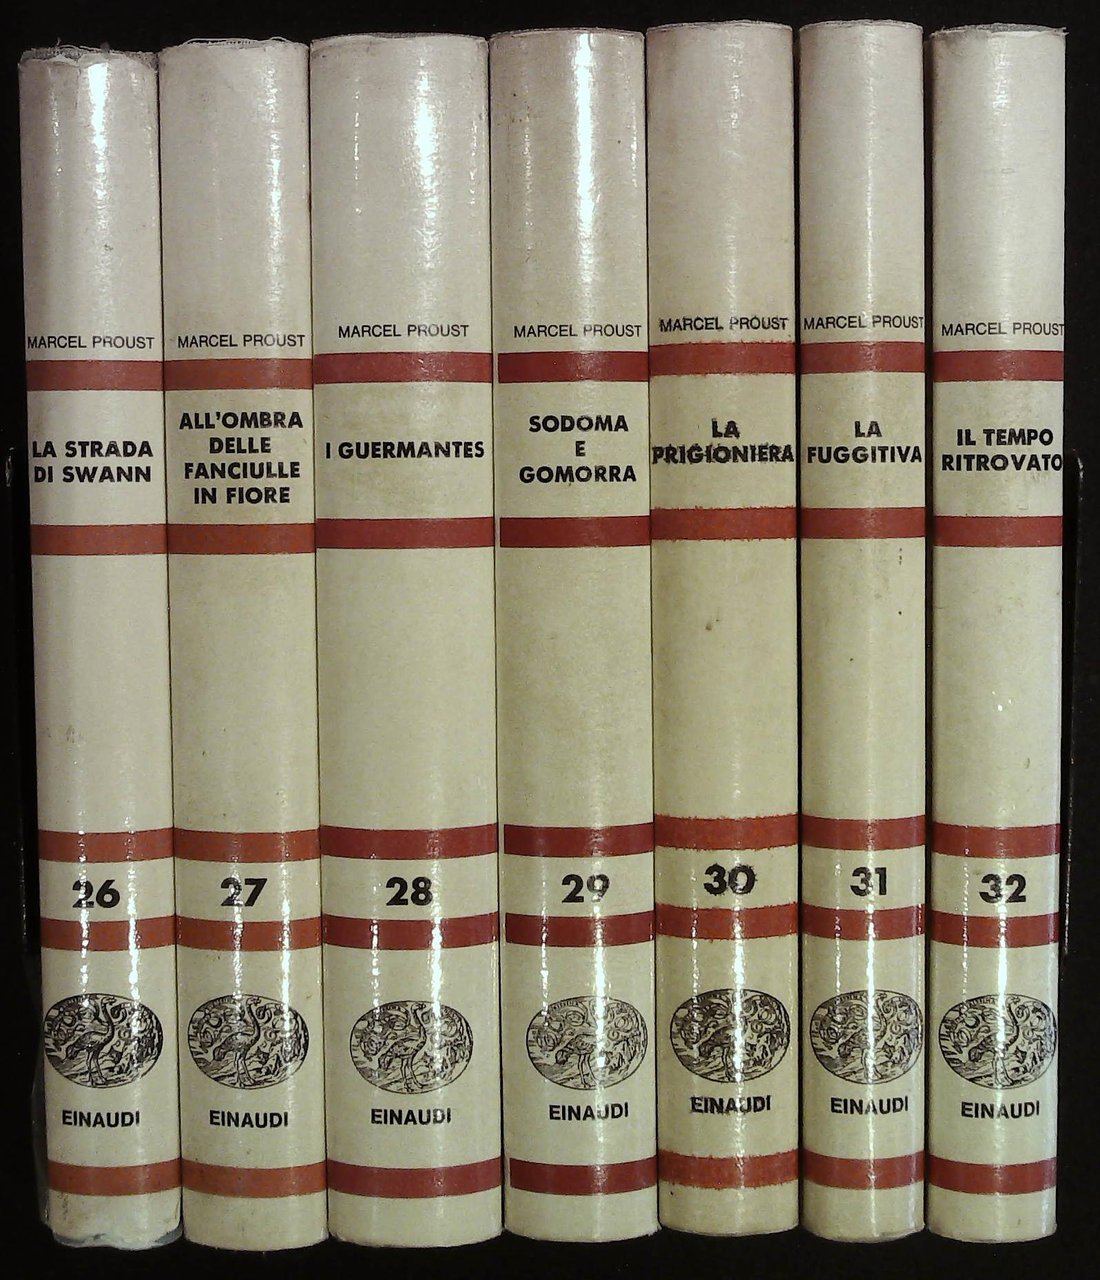 MARCEL PROUST
LA STRADA
DI SWANN
26
EINAUDI
MARCEL PROUST
ALL'OMBRA
DELLE
FANCIULLE
IN FIORE
27
EINAUDI
MARCEL PROUST
I GUERMANTES
28
EINAUDI
MARCEL PROUST
SODOMA
E
GOMORRA
29
EINAUDI
MARCEL PROUST
LA
PRIGIONIERA
30
EINAUDI
MARCEL PROUST
LA
FUGGITIVA
31
EINAUDI
MARCEL PROUST
IL TEMPO
RITROVATO
32
EINAUDI